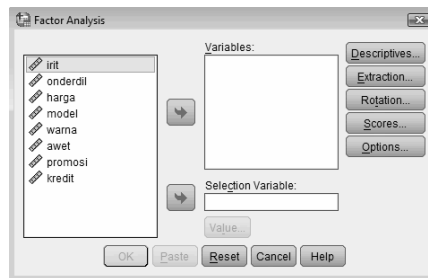 Factor Analysis
irit
onderdil
harga
model
warna
awet
promosi
kredit
Variables:
Selection Variable:
Value...
Descriptives...
Extraction...
Rotation...
Scores...
Options...
OK Paste Reset Cancel Help